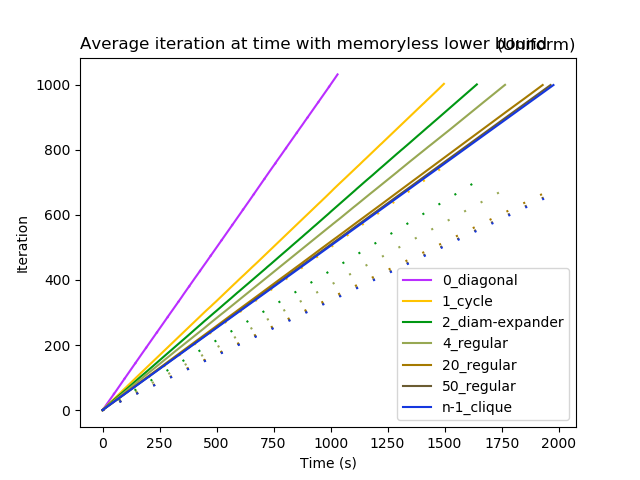 Average iteration at time with memoryless lower bound (Uniform)
1000
800
600
400
200
0
Iteration
0_diagonal
1_cycle
2_diam-expander
4_regular
20_regular
50_regular
n-1_clique
0 250 500 750 1000 1250 1500 1750 2000
Time (s)